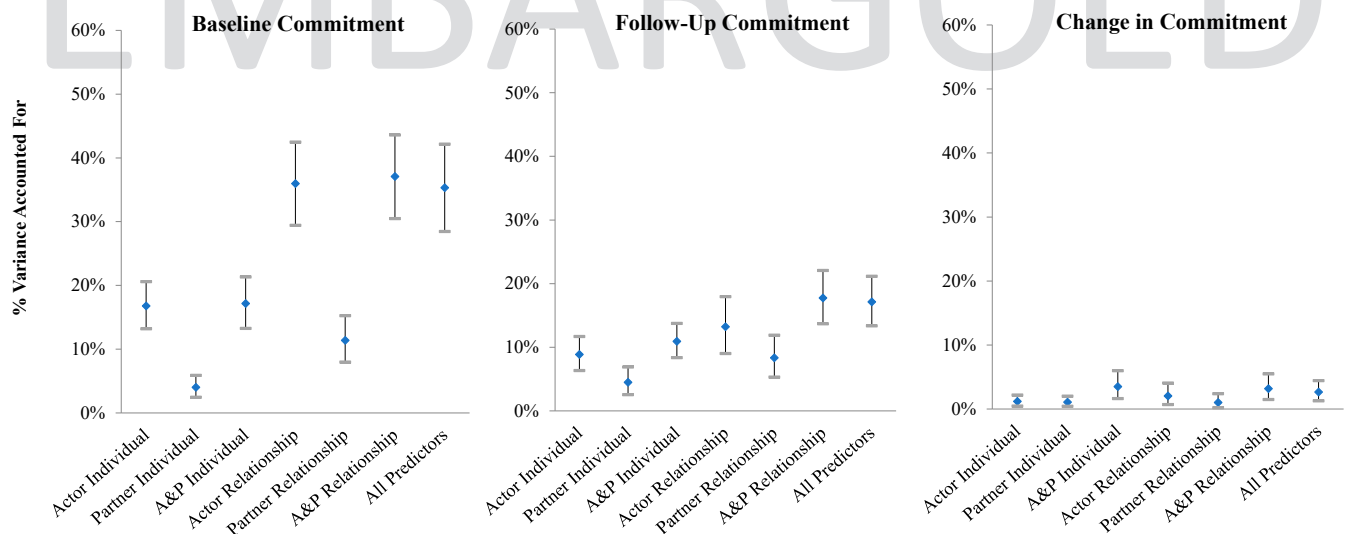 EMBARGOED
Baseline Commitment
% Variance Accounted For
60%
50%
40%
30%
20%
10%
0%
Actor Individual
Partner Individual
A&P Individual
Actor Relationship
Partner Relationship
A&P Relationship
All Predictors
Follow-Up Commitment
60%
50%
40%
30%
20%
10%
0%
Actor Individual
Partner Individual
A&P Individual
Actor Relationship
Partner Relationship
A&P Relationship
All Predictors
Change in Commitment
60%
50%
40%
30%
20%
10%
0%
Actor Individual
Partner Individual
A&P Individual
Actor Relationship
Partner Relationship
A&P Relationship
All Predictors